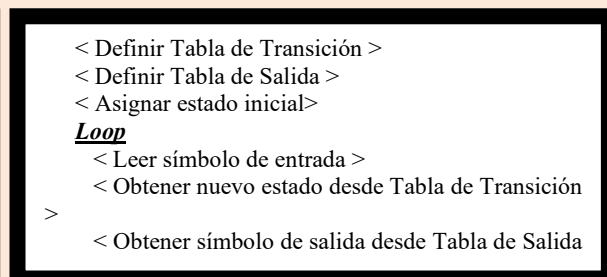 < Definir Tabla de Transición >
< Definir Tabla de Salida >
< Asignar estado inicial>
Loop
< Leer símbolo de entrada >
< Obtener nuevo estado desde Tabla de Transición
>
< Obtener símbolo de salida desde Tabla de Salida